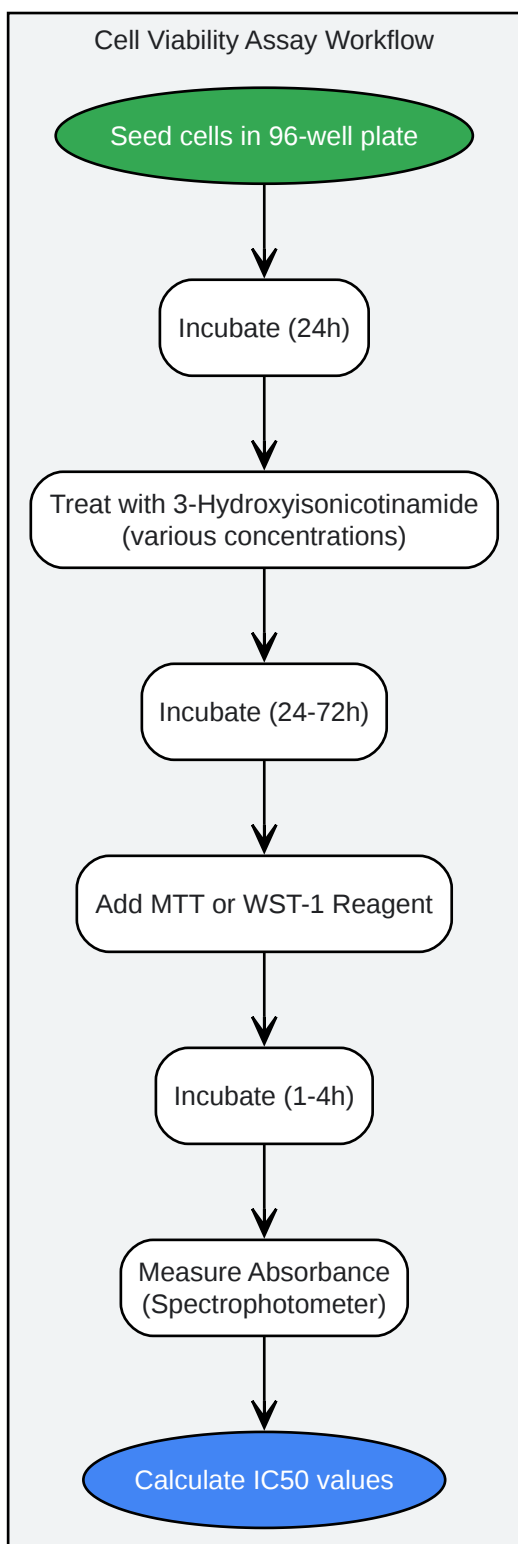 Cell Viability Assay Workflow
Seed cells in 96-well plate
Incubate (24h)
Treat with 3-Hydroxyisonicotinamide
(various concentrations)
Incubate (24-72h)
Add MTT or WST-1 Reagent
Incubate (1-4h)
Measure Absorbance
(Spectrophotometer)
Calculate IC50 values